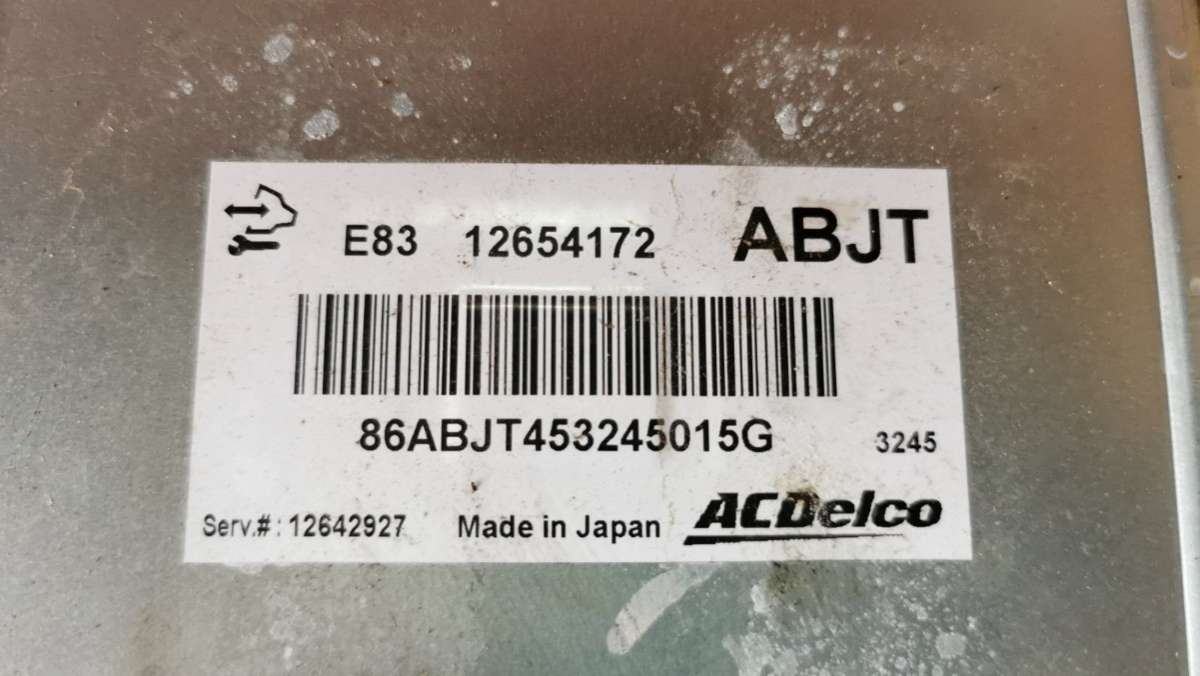 E83 12654172 ABJT
86ABJT453245015G 3245
Serv.#: 12642927 Made in Japan ACDelco